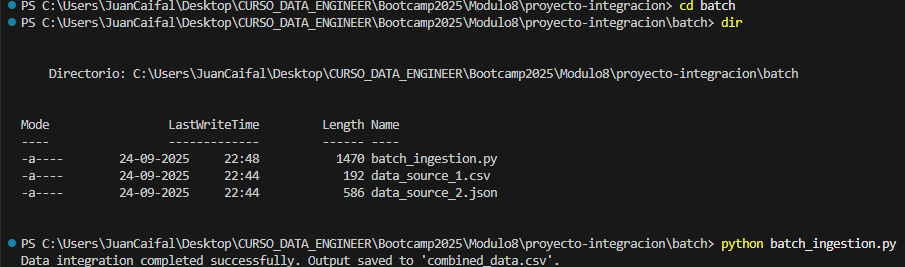 PS C:\Users\JuanCaifal\Desktop\CURSO_DATA_ENGINEER\Bootcamp2025\Modulo8\proyecto-integracion> cd batch
PS C:\Users\JuanCaifal\Desktop\CURSO_DATA_ENGINEER\Bootcamp2025\Modulo8\proyecto-integracion\batch> dir
Directorio: C:\Users\JuanCaifal\Desktop\CURSO_DATA_ENGINEER\Bootcamp2025\Modulo8\proyecto-integracion\batch
Mode LastWriteTime Length Name
---- ------------- ------ ----
-a---- 24-09-2025 22:48 1470 batch_ingestion.py
-a---- 24-09-2025 22:44 192 data_source_1.csv
-a---- 24-09-2025 22:44 586 data_source_2.json
PS C:\Users\JuanCaifal\Desktop\CURSO_DATA_ENGINEER\Bootcamp2025\Modulo8\proyecto-integracion\batch> python batch_ingestion.py
Data integration completed successfully. Output saved to 'combined_data.csv'.